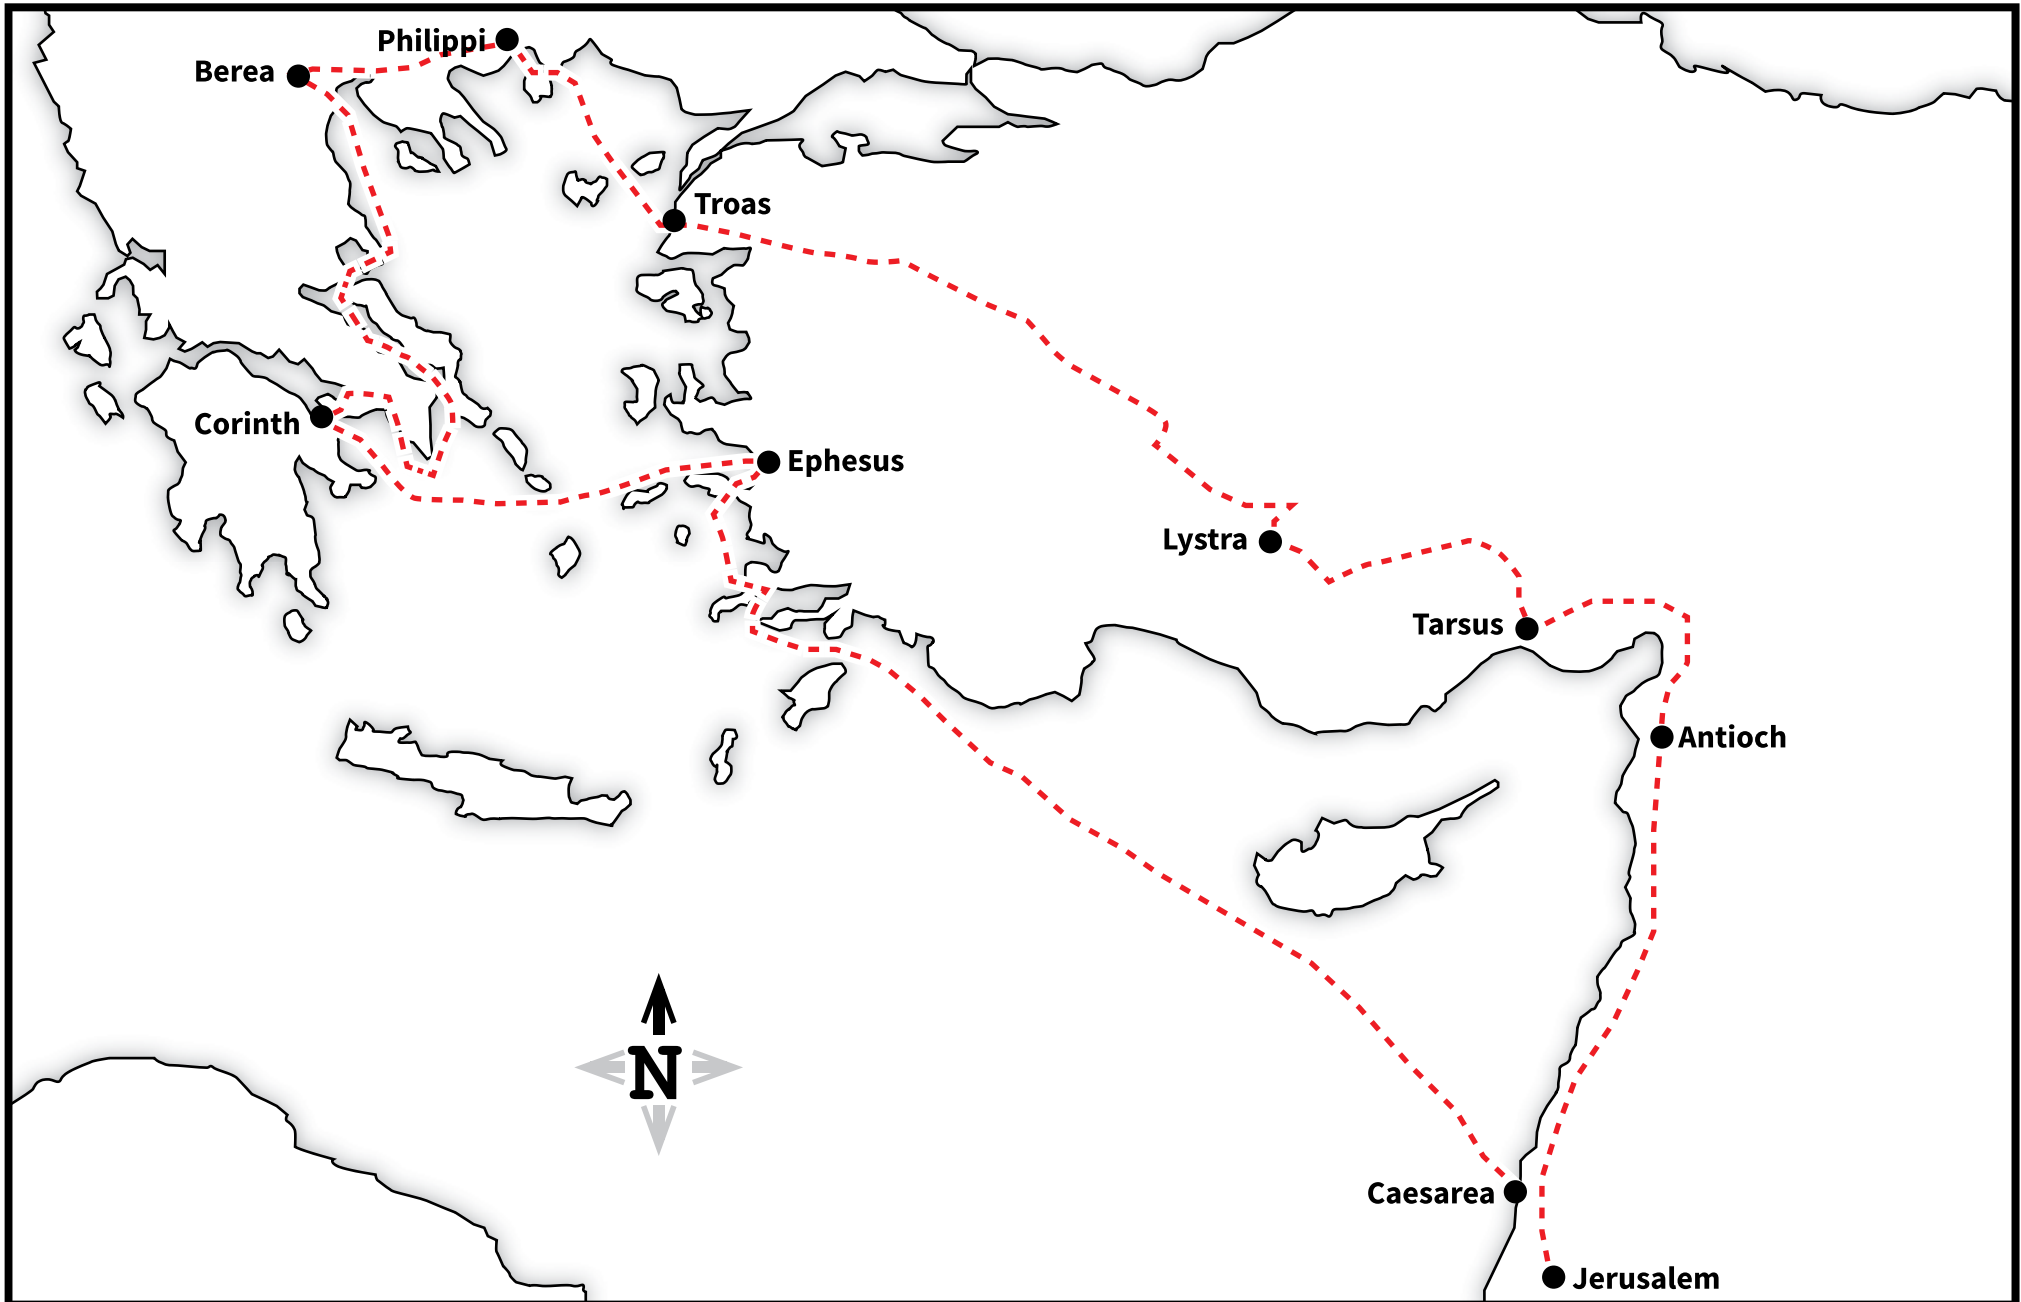 Philippi
Berea
Troas
Corinth
Ephesus
Lystra
Tarsus
Antioch
N
Caesarea
Jerusalem